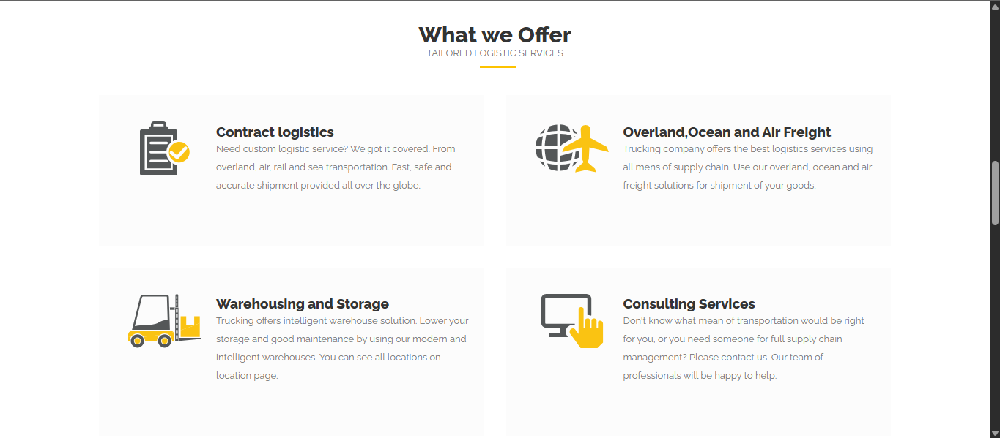 What we Offer
TAILORED LOGISTIC SERVICES
Contract logistics
Need custom logistic service? We got it covered. From
overland, air, rail and sea transportation. Fast, safe and
accurate shipment provided all over the globe.
Overland,Ocean and Air Freight
Trucking company offers the best logistics services using
all mens of supply chain. Use our overland, ocean and air
freight solutions for shipment of your goods.
Warehousing and Storage
Trucking offers intelligent warehouse solution. Lower your
storage and good maintenance by using our modern and
intelligent warehouses. You can see all locations on
location page.
Consulting Services
Don't know what mean of transportation would be right
for you, or you need someone for full supply chain
management? Please contact us. Our team of
professionals will be happy to help.